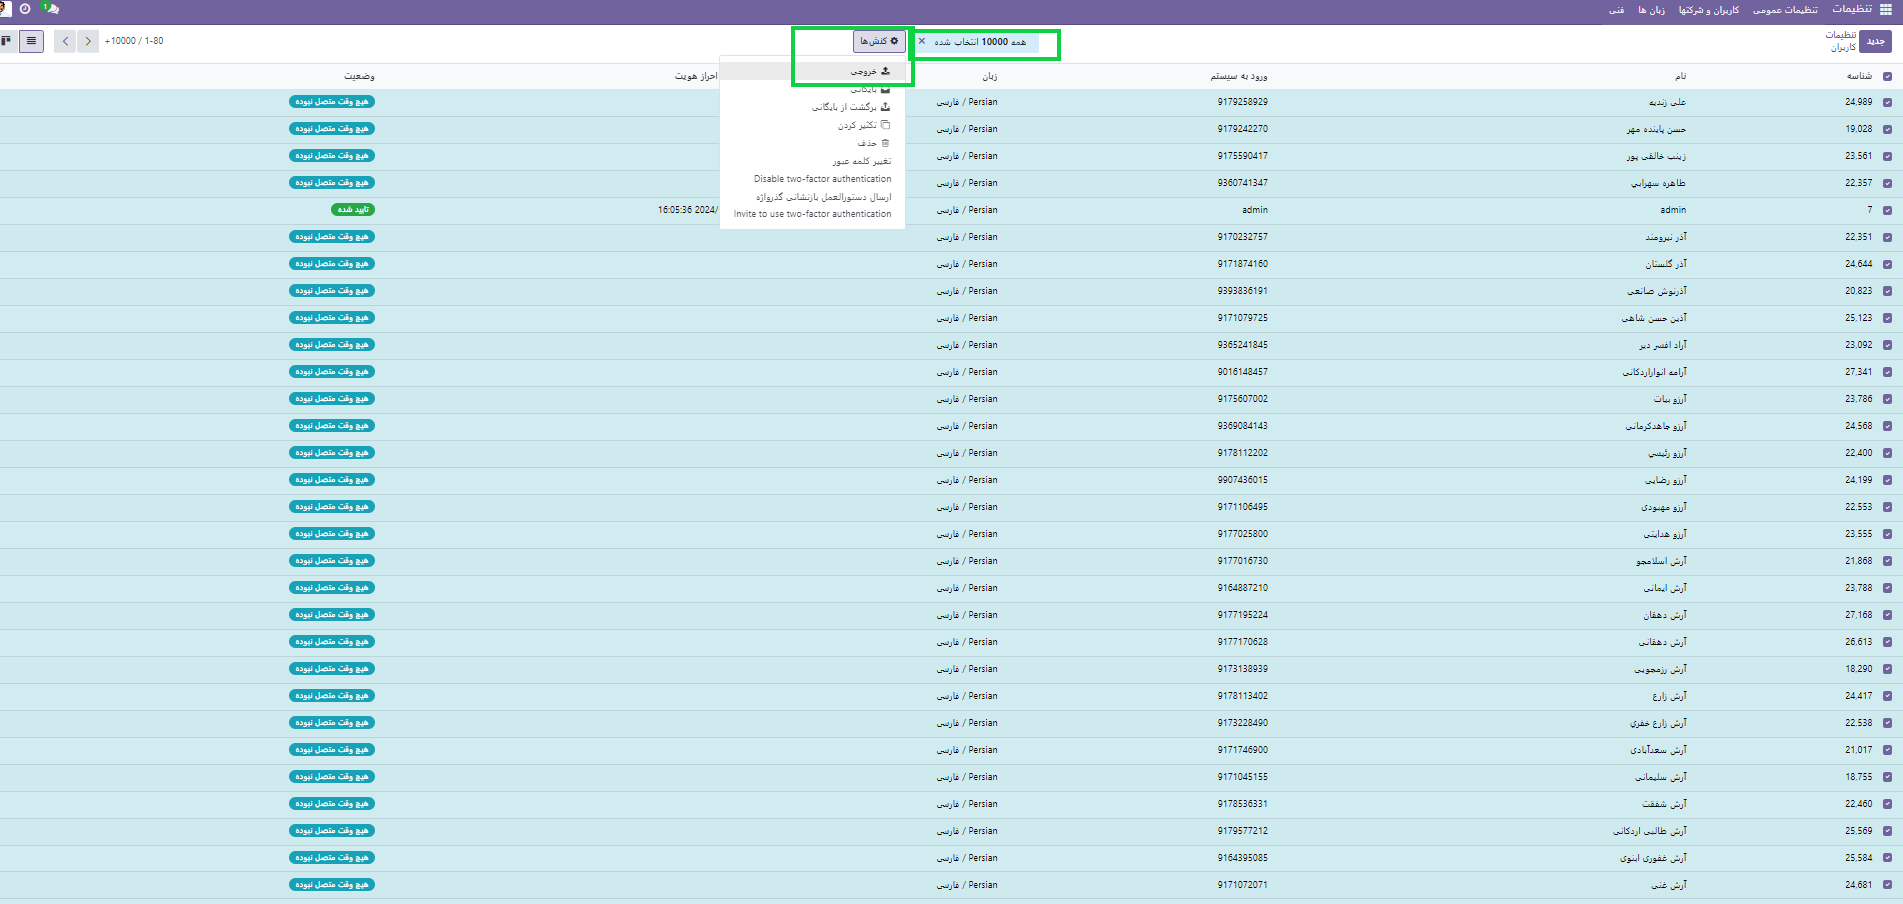 تنظیمات
تنظیمات عمومی
کاربران و شرکتها
زبان ها
فنی
1
جدید
تنظیمات
کاربران
همه 10000 انتخاب شده ×
کنش‌ها
1-80 / 10000+
خروجی
بایگانی
برگشت از بایگانی
تکثیر کردن
حذف
تغییر کلمه عبور
Disable two-factor authentication
ارسال دستورالعمل بازنشانی گذرواژه
Invite to use two-factor authentication
شناسه نام ورود به سیستم زبان احراز هویت وضعیت
24,989 علی زندیه 9179258929 Persian / فارسی هیچ وقت متصل نبوده
19,028 حسن پاینده مهر 9179242270 Persian / فارسی هیچ وقت متصل نبوده
23,561 زینب خالقی پور 9175590417 Persian / فارسی هیچ وقت متصل نبوده
22,357 طاهره سهرابي 9360741347 Persian / فارسی هیچ وقت متصل نبوده
7 admin admin Persian / فارسی 2024/ 16:05:36 تایید شده
22,351 آذر نیرومند 9170232757 Persian / فارسی هیچ وقت متصل نبوده
24,644 آذر گلستان 9171874160 Persian / فارسی هیچ وقت متصل نبوده
20,823 آذرنوش صانعی 9393836191 Persian / فارسی هیچ وقت متصل نبوده
25,123 آذین حسن شاهی 9171079725 Persian / فارسی هیچ وقت متصل نبوده
23,092 آراد افسر دیر 9365241845 Persian / فارسی هیچ وقت متصل نبوده
27,341 آرامه انواراردکانی 9016148457 Persian / فارسی هیچ وقت متصل نبوده
23,786 آرزو بیات 9175607002 Persian / فارسی هیچ وقت متصل نبوده
24,568 آرزو جاهدکرمانی 9369084143 Persian / فارسی هیچ وقت متصل نبوده
22,400 آرزو رئیسي 9178112202 Persian / فارسی هیچ وقت متصل نبوده
24,199 آرزو رضایی 9907436015 Persian / فارسی هیچ وقت متصل نبوده
22,553 آرزو مهبودی 9171106495 Persian / فارسی هیچ وقت متصل نبوده
23,555 آرزو هدایتی 9177025800 Persian / فارسی هیچ وقت متصل نبوده
21,868 آرش اسلامجو 9177016730 Persian / فارسی هیچ وقت متصل نبوده
23,788 آرش ایمانی 9164887210 Persian / فارسی هیچ وقت متصل نبوده
27,168 آرش دهقان 9177195224 Persian / فارسی هیچ وقت متصل نبوده
26,613 آرش دهقانی 9177170628 Persian / فارسی هیچ وقت متصل نبوده
18,290 آرش رزمجویی 9173138939 Persian / فارسی هیچ وقت متصل نبوده
24,417 آرش زارع 9178113402 Persian / فارسی هیچ وقت متصل نبوده
22,538 آرش زارع خفري 9173228490 Persian / فارسی هیچ وقت متصل نبوده
21,017 آرش سعدآبادی 9171746900 Persian / فارسی هیچ وقت متصل نبوده
18,755 آرش سلیمانی 9171045155 Persian / فارسی هیچ وقت متصل نبوده
22,460 آرش شفقت 9178536331 Persian / فارسی هیچ وقت متصل نبوده
25,569 آرش طالبی اردکانی 9179577212 Persian / فارسی هیچ وقت متصل نبوده
25,584 آرش غفوری ابنوی 9164395085 Persian / فارسی هیچ وقت متصل نبوده
24,681 آرش غنی 9171072071 Persian / فارسی هیچ وقت متصل نبوده